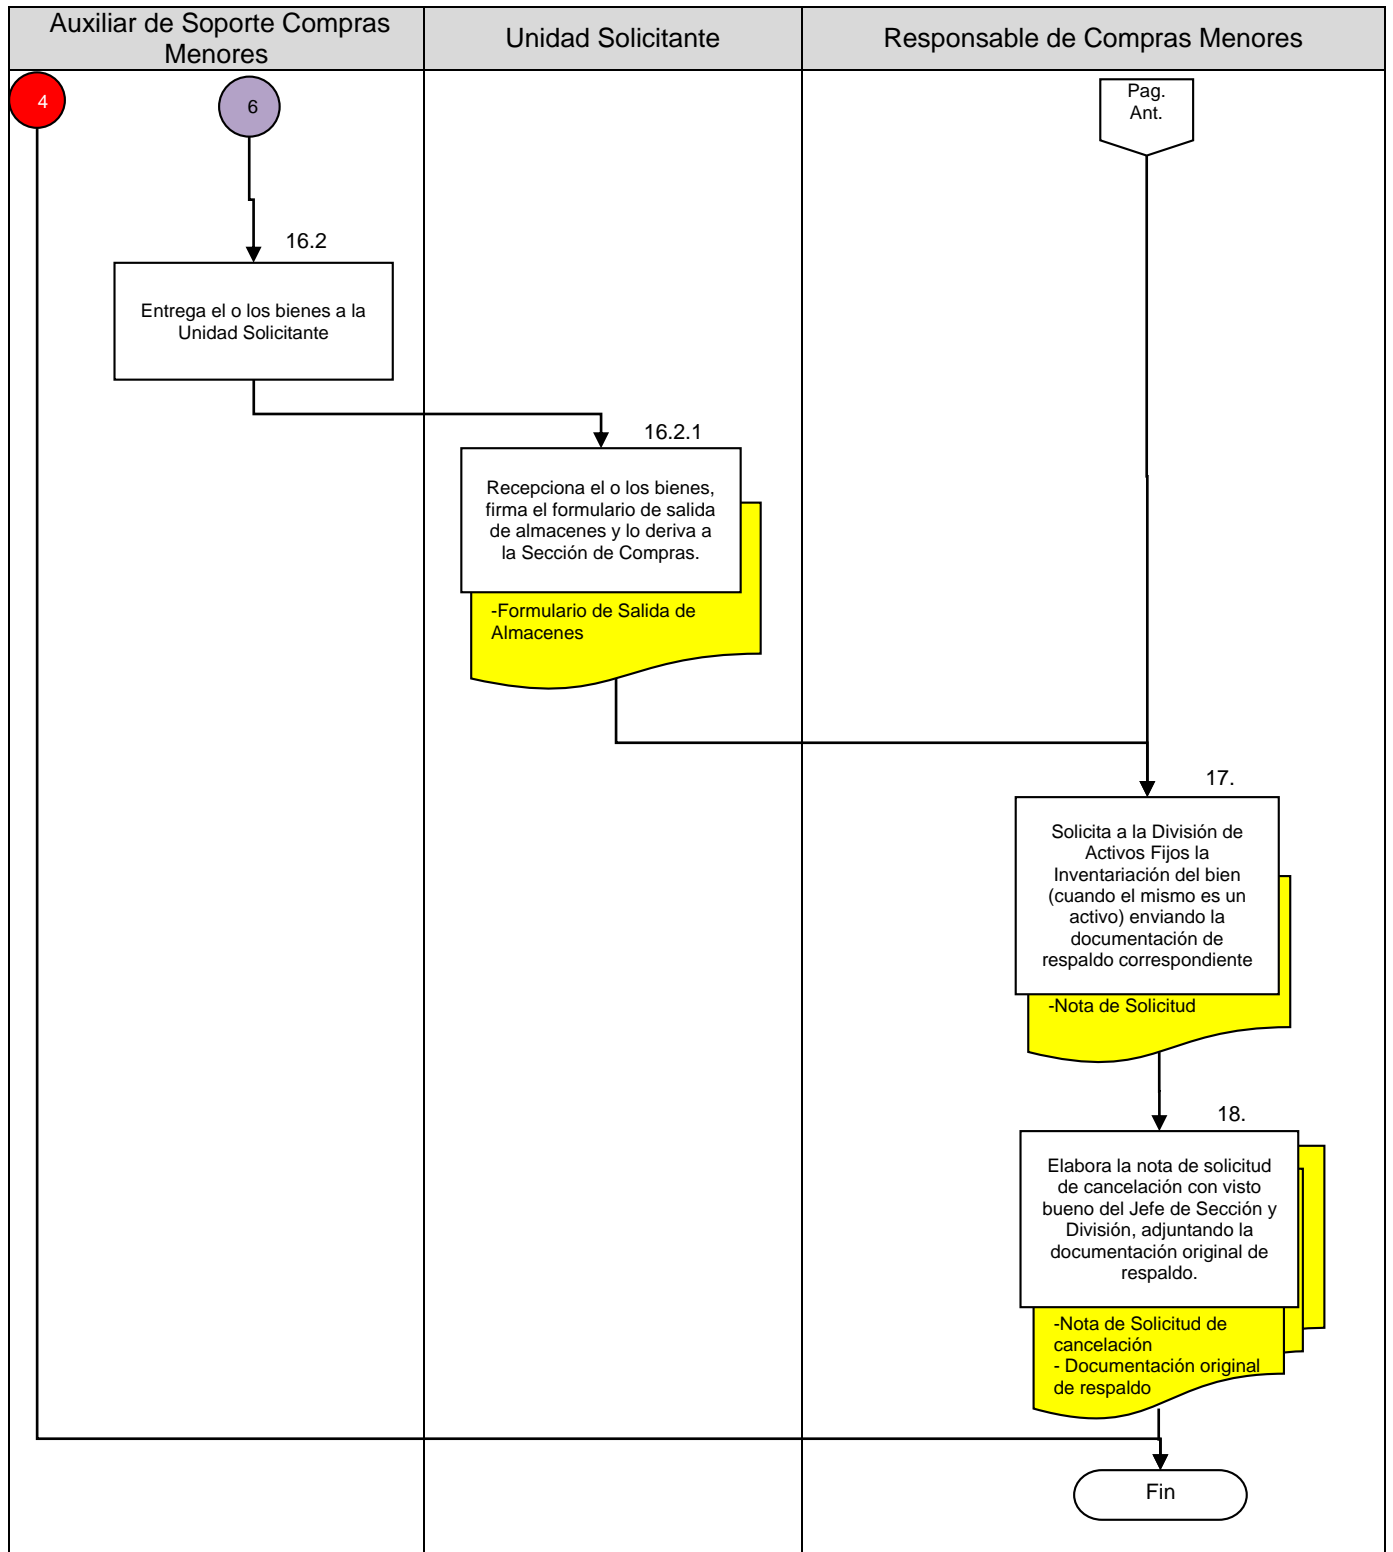 Auxiliar de Soporte Compras
Menores
Unidad Solicitante
Responsable de Compras Menores
4
6
Pag.
Ant.
16.2
Entrega el o los bienes a la
Unidad Solicitante
16.2.1
Recepciona el o los bienes,
firma el formulario de salida
de almacenes y lo deriva a
la Sección de Compras.
-Formulario de Salida de
Almacenes
17.
Solicita a la División de
Activos Fijos la
Inventariación del bien
(cuando el mismo es un
activo) enviando la
documentación de
respaldo correspondiente
-Nota de Solicitud
18.
Elabora la nota de solicitud
de cancelación con visto
bueno del Jefe de Sección y
División, adjuntando la
documentación original de
respaldo.
-Nota de Solicitud de
cancelación
- Documentación original
de respaldo
Fin